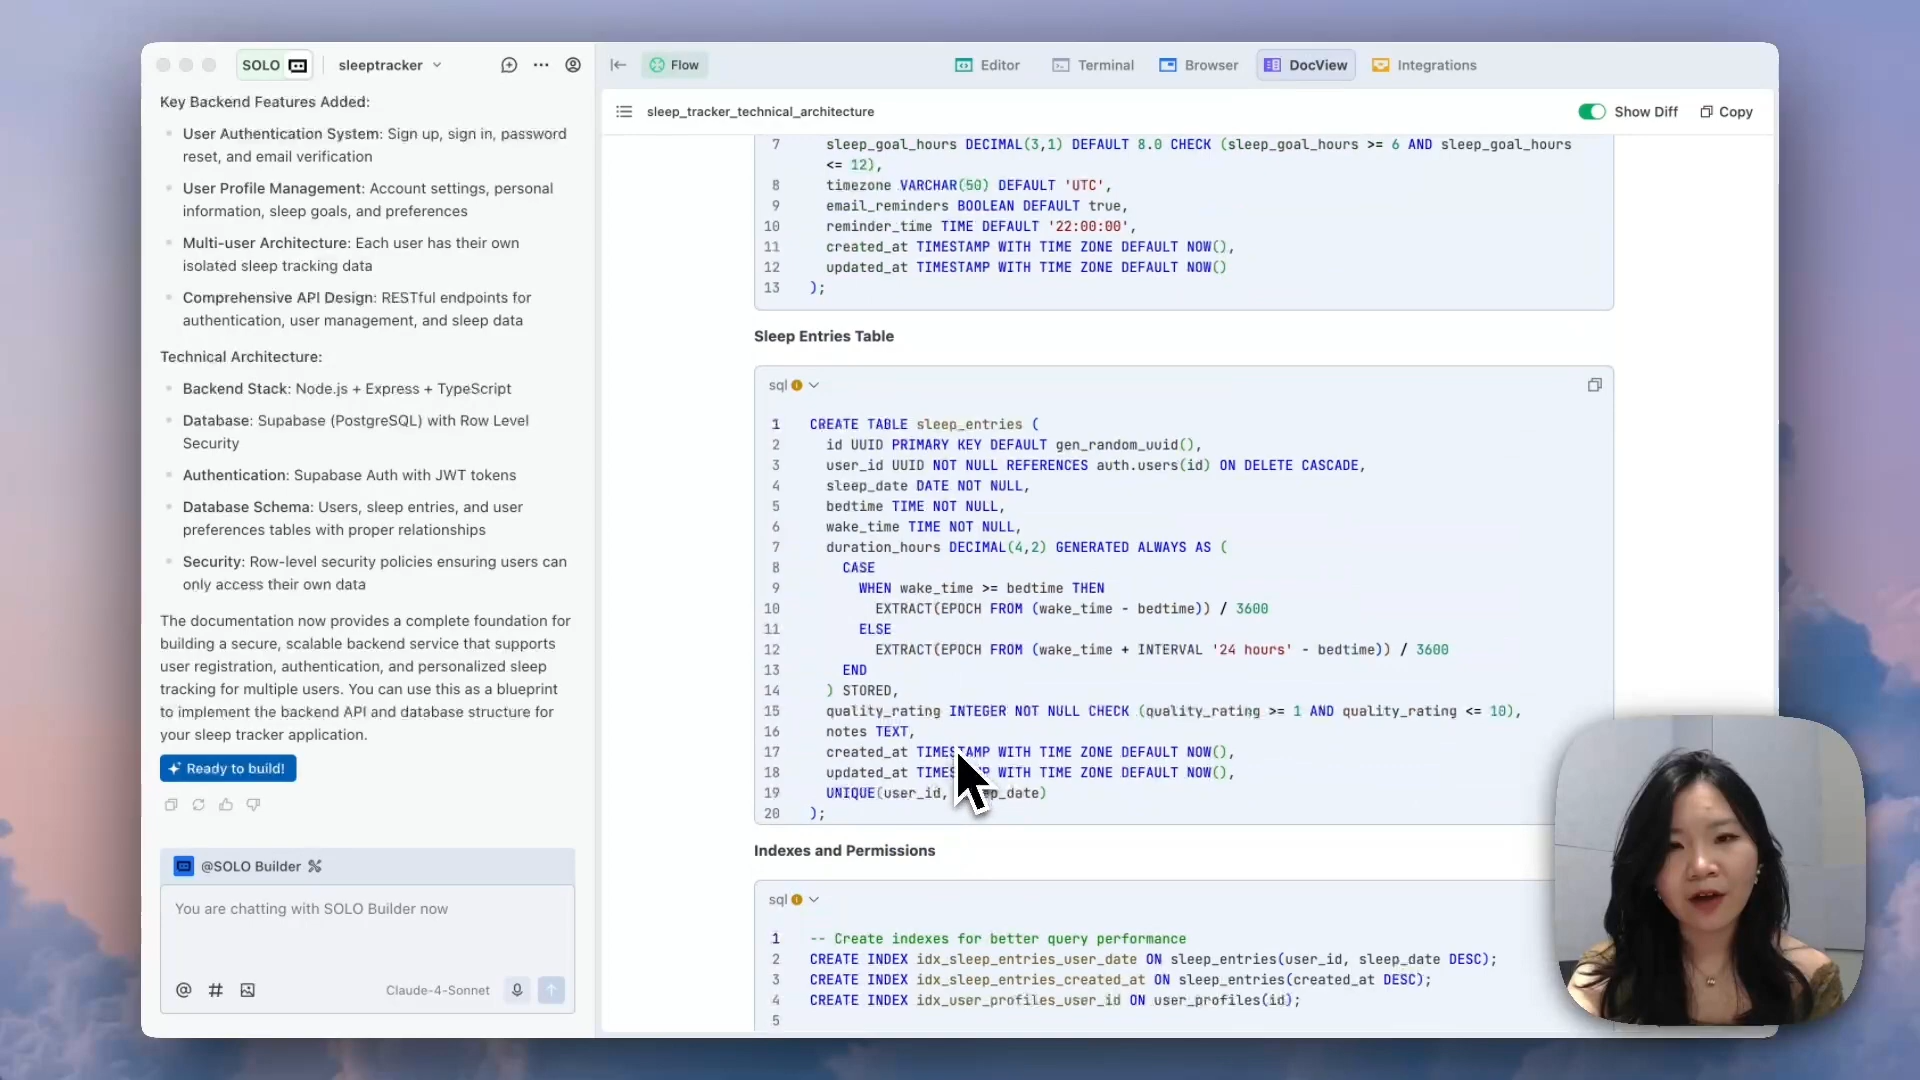 SOLO
sleeptracker
Flow
Editor
Terminal
Browser
DocView
Integrations
Key Backend Features Added:
User Authentication System: Sign up, sign in, password
reset, and email verification
User Profile Management: Account settings, personal
information, sleep goals, and preferences
Multi-user Architecture: Each user has their own
isolated sleep tracking data
Comprehensive API Design: RESTful endpoints for
authentication, user management, and sleep data
Technical Architecture:
Backend Stack: Node.js + Express + TypeScript
Database: Supabase (PostgreSQL) with Row Level
Security
Authentication: Supabase Auth with JWT tokens
Database Schema: Users, sleep entries, and user
preferences tables with proper relationships
Security: Row-level security policies ensuring users can
only access their own data
The documentation now provides a complete foundation for
building a secure, scalable backend service that supports
user registration, authentication, and personalized sleep
tracking for multiple users. You can use this as a blueprint
to implement the backend API and database structure for
your sleep tracker application.
Ready to build!
@SOLO Builder
You are chatting with SOLO Builder now
Claude-4-Sonnet
sleep_tracker_technical_architecture
Show Diff
Copy
7 sleep_goal_hours DECIMAL(3,1) DEFAULT 8.0 CHECK (sleep_goal_hours >= 6 AND sleep_goal_hours
<= 12),
8 timezone VARCHAR(50) DEFAULT 'UTC',
9 email_reminders BOOLEAN DEFAULT true,
10 reminder_time TIME DEFAULT '22:00:00',
11 created_at TIMESTAMP WITH TIME ZONE DEFAULT NOW(),
12 updated_at TIMESTAMP WITH TIME ZONE DEFAULT NOW()
13 );
Sleep Entries Table
sql
1 CREATE TABLE sleep_entries (
2 id UUID PRIMARY KEY DEFAULT gen_random_uuid(),
3 user_id UUID NOT NULL REFERENCES auth.users(id) ON DELETE CASCADE,
4 sleep_date DATE NOT NULL,
5 bedtime TIME NOT NULL,
6 wake_time TIME NOT NULL,
7 duration_hours DECIMAL(4,2) GENERATED ALWAYS AS (
8 CASE
9 WHEN wake_time >= bedtime THEN
10 EXTRACT(EPOCH FROM (wake_time - bedtime)) / 3600
11 ELSE
12 EXTRACT(EPOCH FROM (wake_time + INTERVAL '24 hours' - bedtime)) / 3600
13 END
14 ) STORED,
15 quality_rating INTEGER NOT NULL CHECK (quality_rating >= 1 AND quality_rating <= 10),
16 notes TEXT,
17 created_at TIMESTAMP WITH TIME ZONE DEFAULT NOW(),
18 updated_at TIMESTAMP WITH TIME ZONE DEFAULT NOW(),
19 UNIQUE(user_id, sleep_date)
20 );
Indexes and Permissions
sql
1 -- Create indexes for better query performance
2 CREATE INDEX idx_sleep_entries_user_date ON sleep_entries(user_id, sleep_date DESC);
3 CREATE INDEX idx_sleep_entries_created_at ON sleep_entries(created_at DESC);
4 CREATE INDEX idx_user_profiles_user_id ON user_profiles(id);
5